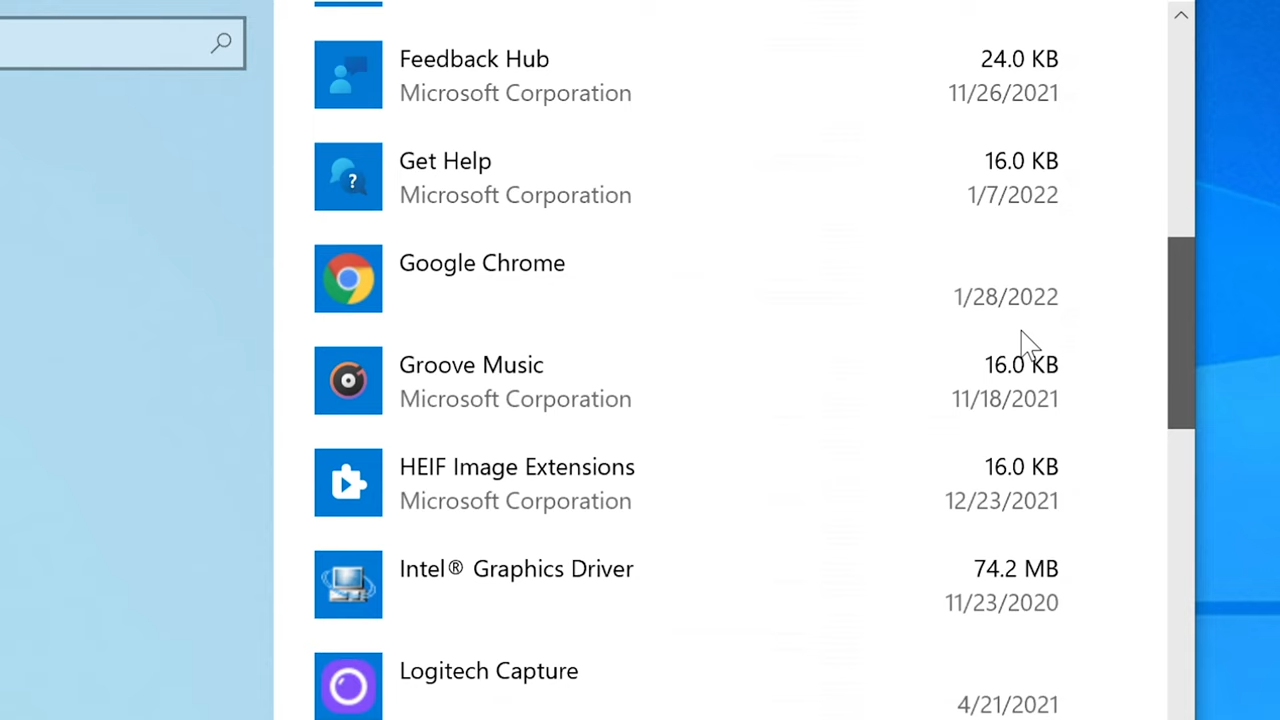 Feedback Hub 24.0 KB
Microsoft Corporation 11/26/2021
Get Help 16.0 KB
Microsoft Corporation 1/7/2022
Google Chrome
1/28/2022
Groove Music 16.0 KB
Microsoft Corporation 11/18/2021
HEIF Image Extensions 16.0 KB
Microsoft Corporation 12/23/2021
Intel® Graphics Driver 74.2 MB
11/23/2020
Logitech Capture
4/21/2021